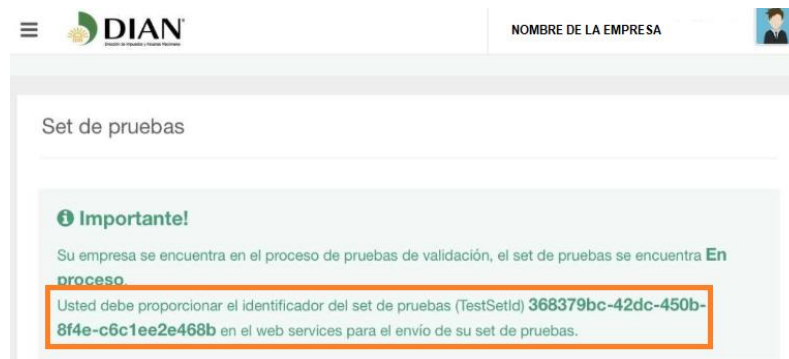 DIAN
NOMBRE DE LA EMPRESA
Set de pruebas
Importante!
Su empresa se encuentra en el proceso de pruebas de validación, el set de pruebas se encuentra En
proceso.
Usted debe proporcionar el identificador del set de pruebas (TestSetId) 368379bc-42dc-450b-
8f4e-c6c1ee2e468b en el web services para el envío de su set de pruebas.